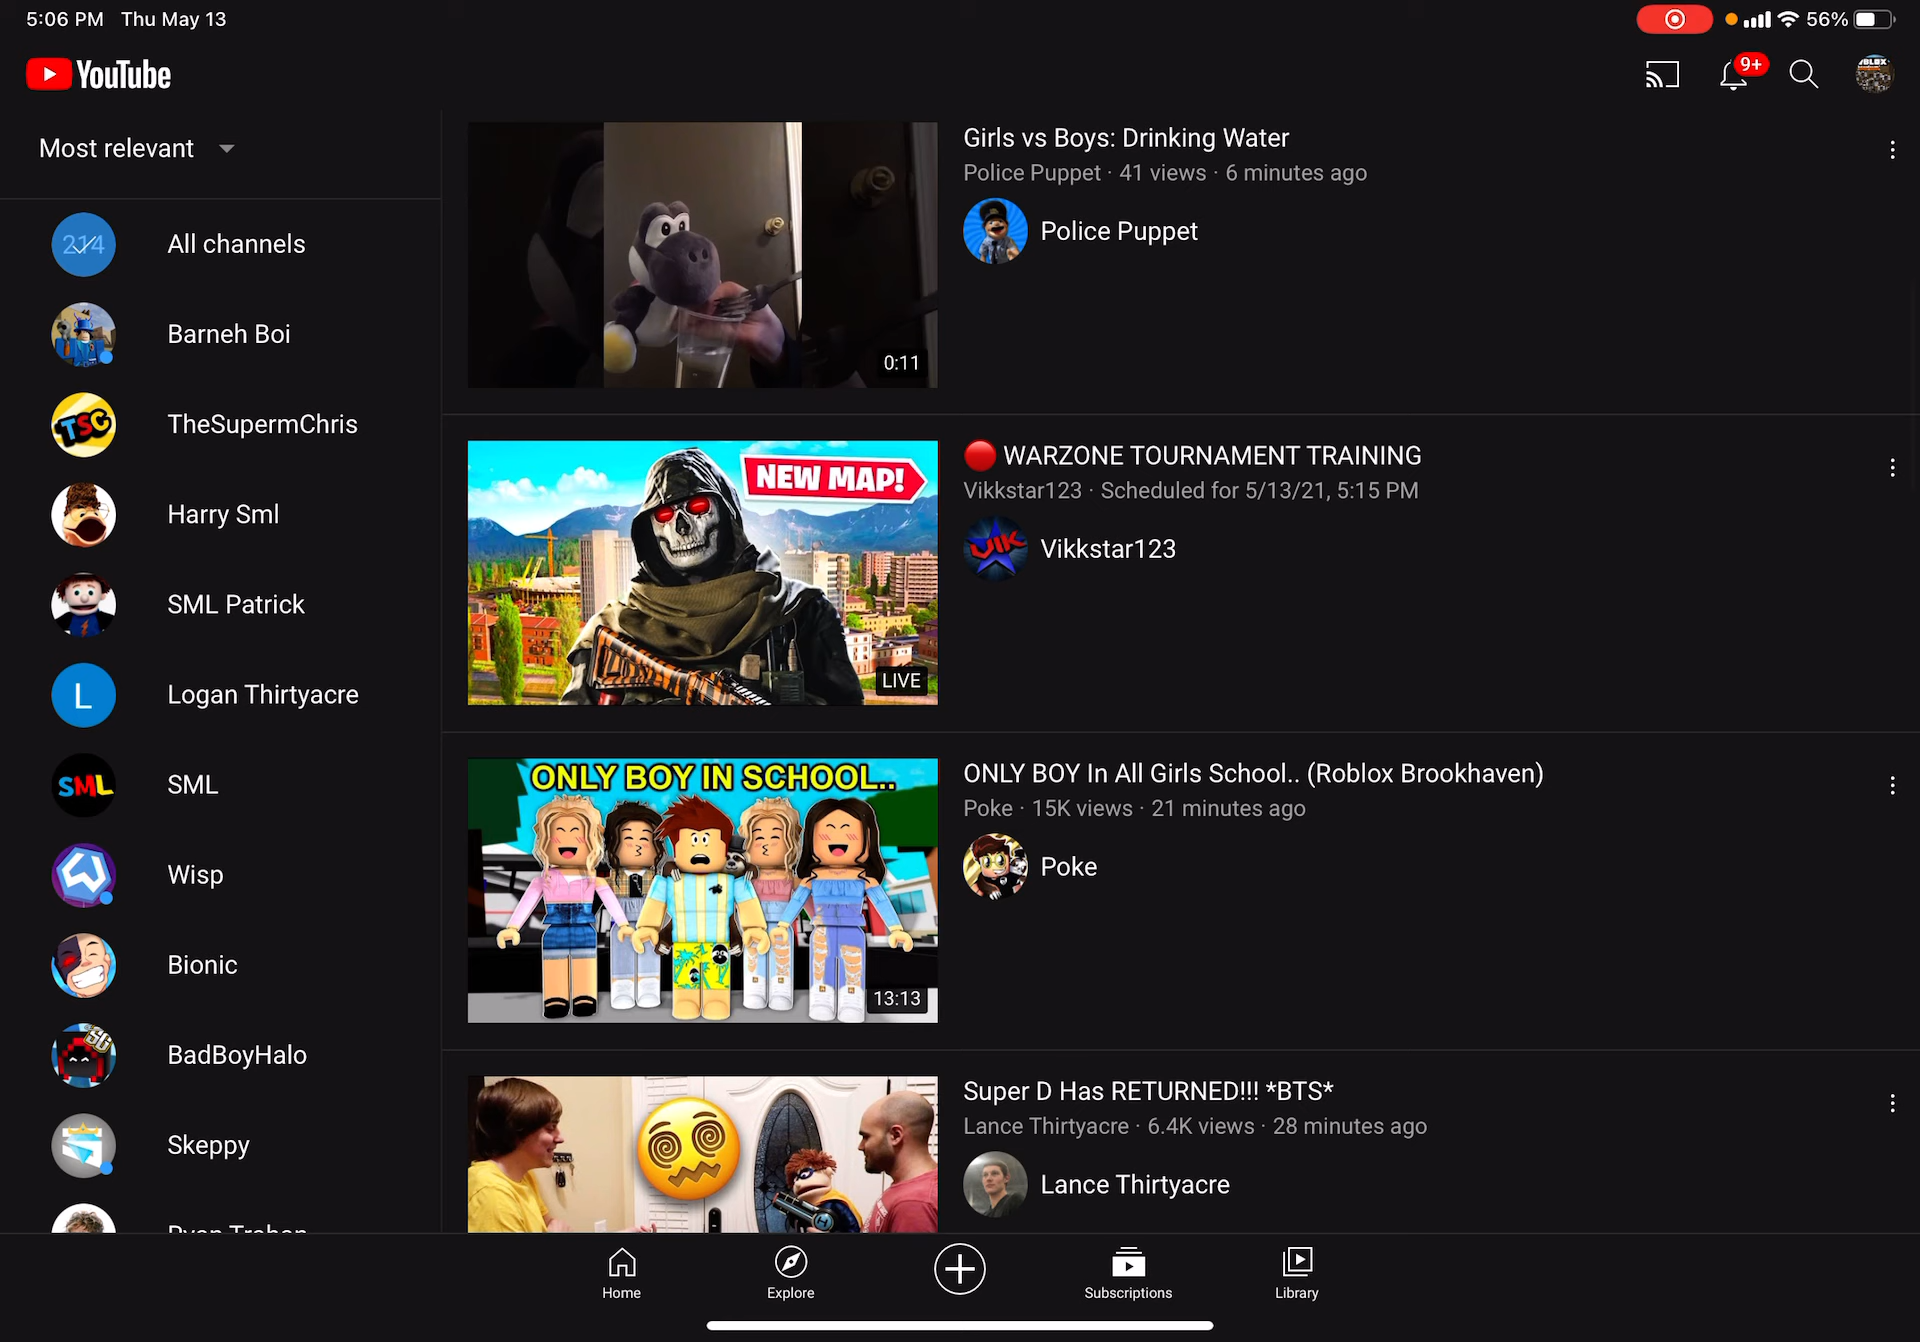 5:06 PM Thu May 13
56%
YouTube
9+
Most relevant
214
All channels
Barneh Boi
TSC
TheSupermChris
Harry Sml
SML Patrick
L
Logan Thirtyacre
SML
SML
Wisp
Bionic
SG
BadBoyHalo
Skeppy
Girls vs Boys: Drinking Water
Police Puppet · 41 views · 6 minutes ago
Police Puppet
0:11
NEW MAP!
LIVE
🔴 WARZONE TOURNAMENT TRAINING
Vikkstar123 · Scheduled for 5/13/21, 5:15 PM
VIK
Vikkstar123
ONLY BOY IN SCHOOL..
13:13
ONLY BOY In All Girls School.. (Roblox Brookhaven)
Poke · 15K views · 21 minutes ago
Poke
Super D Has RETURNED!!! *BTS*
Lance Thirtyacre · 6.4K views · 28 minutes ago
Lance Thirtyacre
Home
Explore
Subscriptions
Library